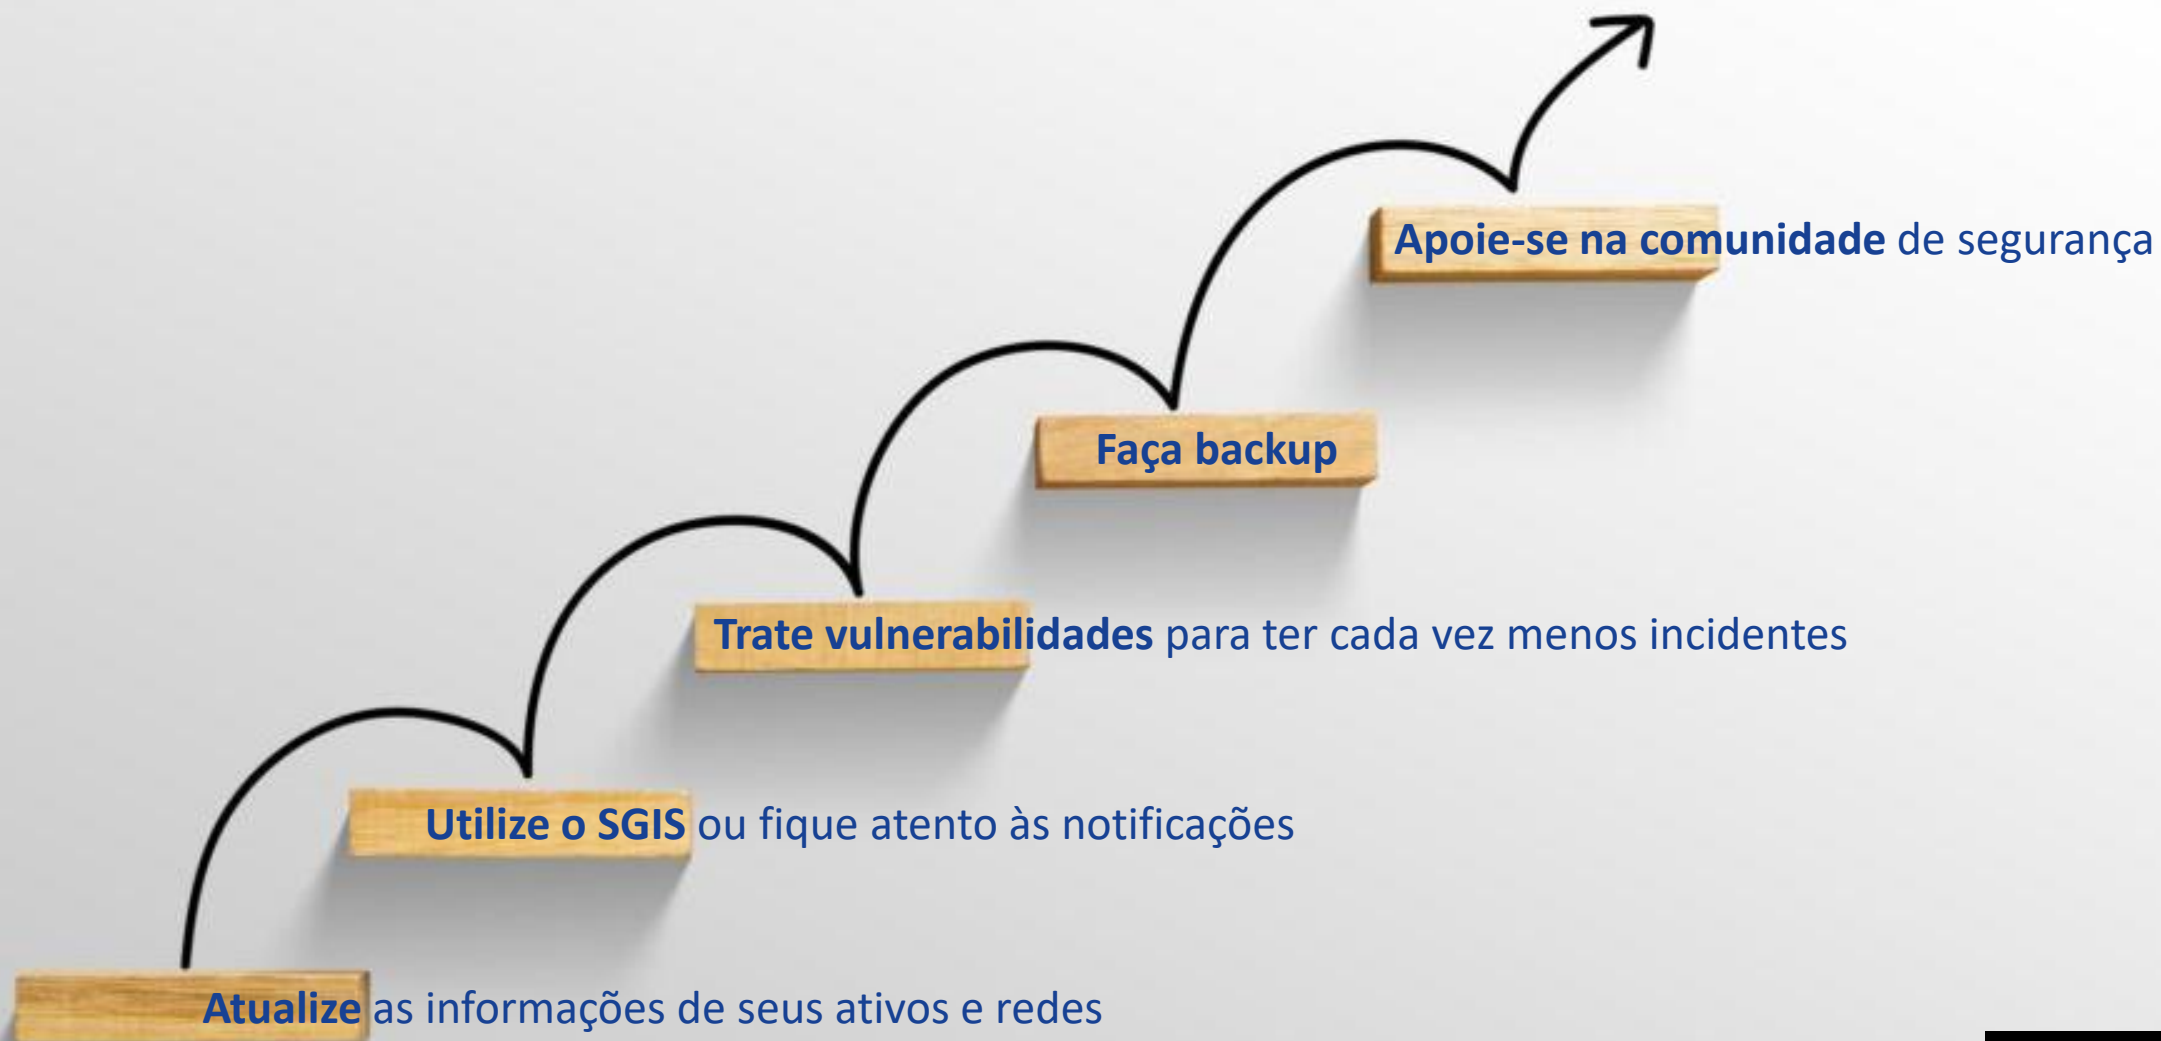 Apoie-se na comunidade de segurança
Faça backup
Trate vulnerabilidades para ter cada vez menos incidentes
Utilize o SGIS ou fique atento às notificações
Atualize as informações de seus ativos e redes